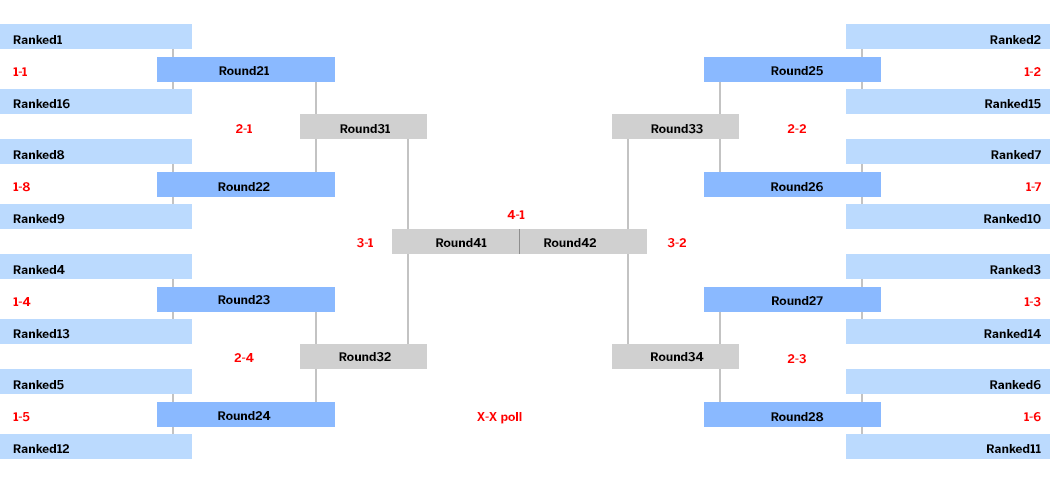 Ranked1
Ranked2
1-1
Round21
Round25
1-2
Ranked16
Ranked15
2-1
Round31
Round33
2-2
Ranked8
Ranked7
1-8
Round22
Round26
1-7
Ranked9
Ranked10
4-1
3-1
Round41
Round42
3-2
Ranked4
Ranked3
1-4
Round23
Round27
1-3
Ranked13
Ranked14
2-4
Round32
Round34
2-3
Ranked5
Ranked6
1-5
Round24
X-X poll
Round28
1-6
Ranked12
Ranked11